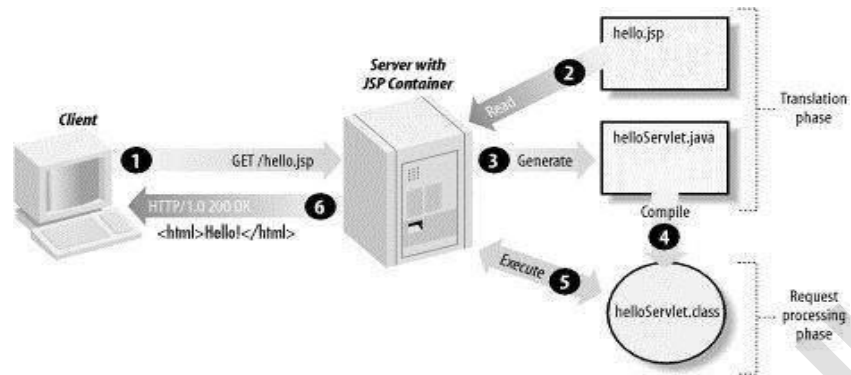 hello.jsp
Server with
JSP Container
2
Read
Translation
phase
Client
1
GET /hello.jsp
3
Generate
helloServlet.java
HTTP/1.0 200 OK
6
<html>Hello!</html>
Compile
4
Execute
5
helloServlet.class
Request
processing
phase